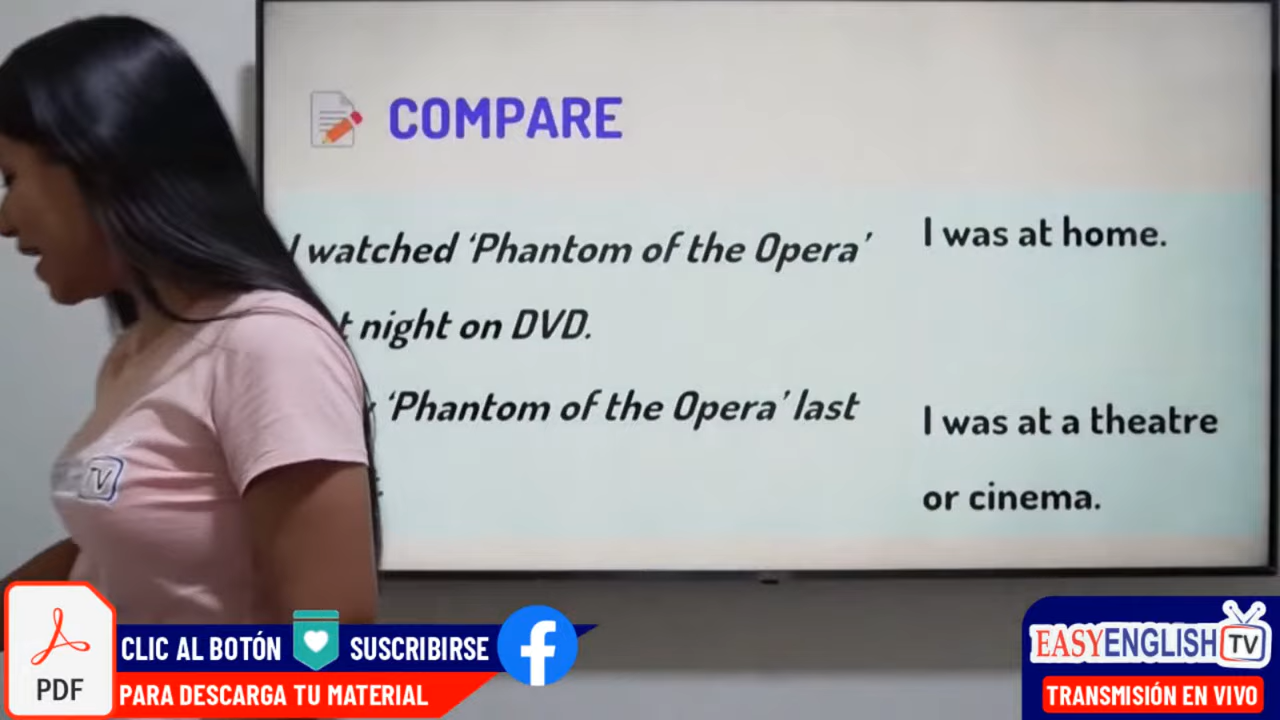 COMPARE
I watched ‘Phantom of the Opera’
night on DVD.
‘Phantom of the Opera’ last
I was at home.
I was at a theatre
or cinema.
TV
PDF
CLIC AL BOTÓN SUSCRIBIRSE
PARA DESCARGA TU MATERIAL
EASYENGLISH TV
TRANSMISIÓN EN VIVO